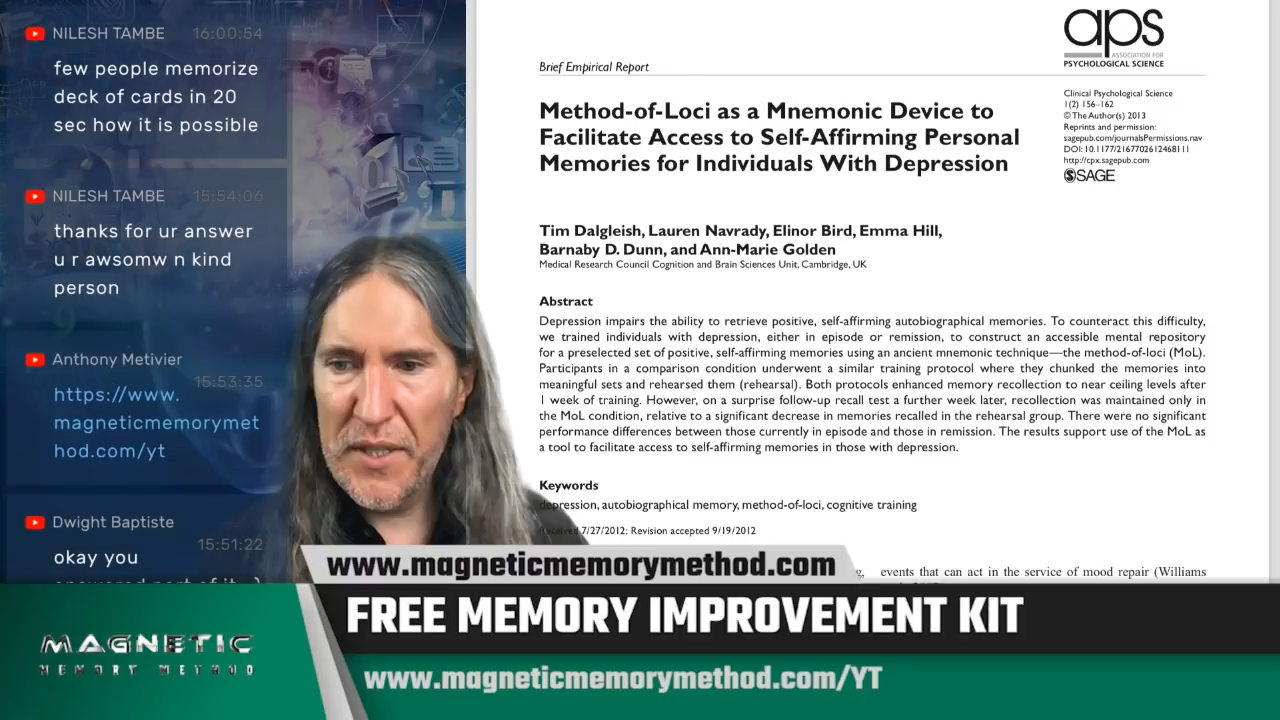 NILESH TAMBE 16:00:54
few people memorize
deck of cards in 20
sec how it is possible
NILESH TAMBE 15:54:06
thanks for ur answer
u r awsomw n kind
person
Anthony Metivier
15:53:35
https://www.
magneticmemorymet
hod.com/yt
Dwight Baptiste
15:51:22
okay you
answered part of it :)
aps
ASSOCIATION FOR
PSYCHOLOGICAL SCIENCE
Brief Empirical Report
Clinical Psychological Science
1(2) 156–162
© The Author(s) 2013
Reprints and permission:
sagepub.com/journalsPermissions.nav
DOI: 10.1177/2167702612468111
http://cpx.sagepub.com
SAGE
Method-of-Loci as a Mnemonic Device to
Facilitate Access to Self-Affirming Personal
Memories for Individuals With Depression
Tim Dalgleish, Lauren Navrady, Elinor Bird, Emma Hill,
Barnaby D. Dunn, and Ann-Marie Golden
Medical Research Council Cognition and Brain Sciences Unit, Cambridge, UK
Abstract
Depression impairs the ability to retrieve positive, self-affirming autobiographical memories. To counteract this difficulty,
we trained individuals with depression, either in episode or remission, to construct an accessible mental repository
for a preselected set of positive, self-affirming memories using an ancient mnemonic technique—the method-of-loci (MoL).
Participants in a comparison condition underwent a similar training protocol where they chunked the memories into
meaningful sets and rehearsed them (rehearsal). Both protocols enhanced memory recollection to near ceiling levels after
1 week of training. However, on a surprise follow-up recall test a further week later, recollection was maintained only in
the MoL condition, relative to a significant decrease in memories recalled in the rehearsal group. There were no significant
performance differences between those currently in episode and those in remission. The results support use of the MoL as
a tool to facilitate access to self-affirming memories in those with depression.
Keywords
depression, autobiographical memory, method-of-loci, cognitive training
Received 7/27/2012; Revision accepted 9/19/2012
events that can act in the service of mood repair (Williams
www.magneticmemorymethod.com
FREE MEMORY IMPROVEMENT KIT
www.magneticmemorymethod.com/YT
MAGNETIC
MEMORY METHOD